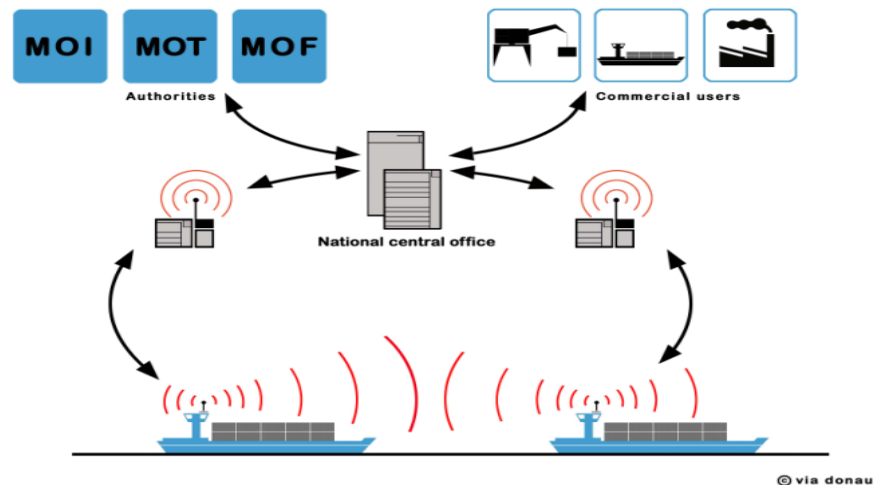 MOI MOT MOF
Authorities
Commercial users
National central office
© via donau